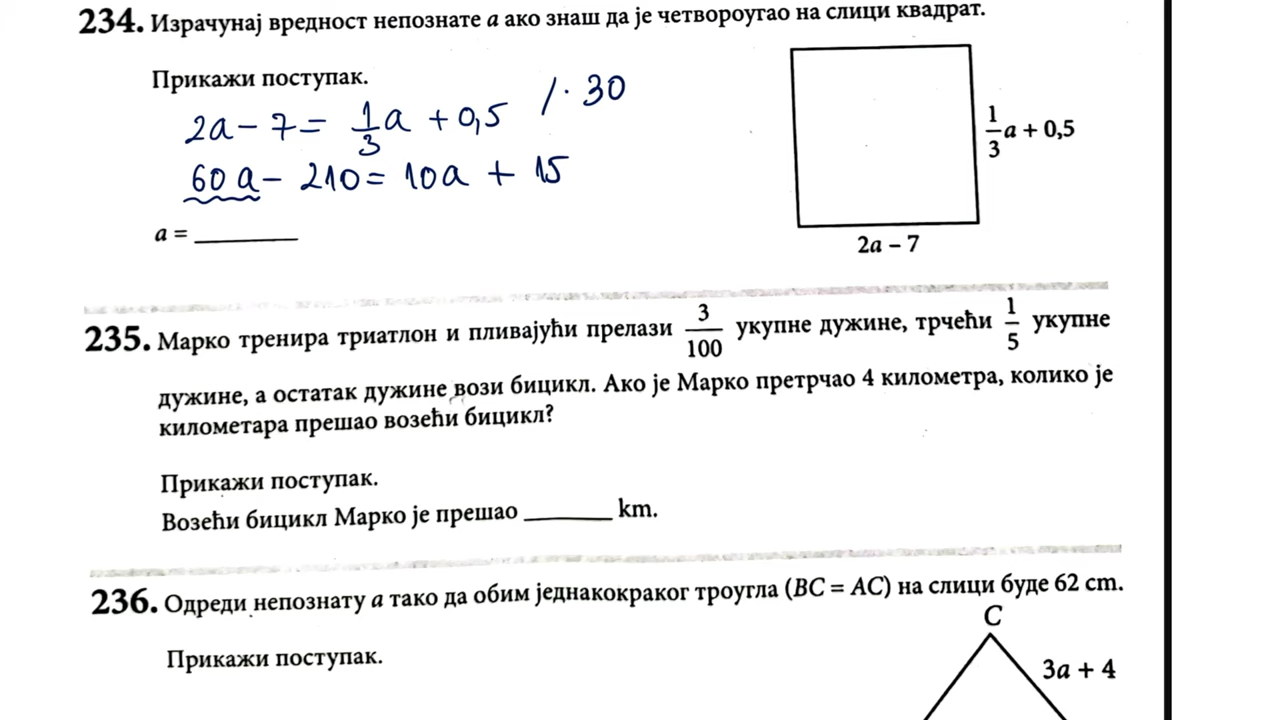 234. Израчунај вредност непознате a ако знаш да је четвороугао на слици квадрат.
Прикажи поступак.
2a - 7 = 1/3 a + 0,5 /· 30
60a - 210 = 10a + 15
a = ________
1/3 a + 0,5
2a – 7
235. Марко тренира триатлон и пливајући прелази 3/100 укупне дужине, трчећи 1/5 укупне
дужине, а остатак дужине вози бицикл. Ако је Марко претрчао 4 километра, колико је
километара прешао возећи бицикл?
Прикажи поступак.
Возећи бицикл Марко је прешао _______ km.
236. Одреди непознату a тако да обим једнакокраког троугла (BC = AC) на слици буде 62 cm.
Прикажи поступак.
C
3a + 4